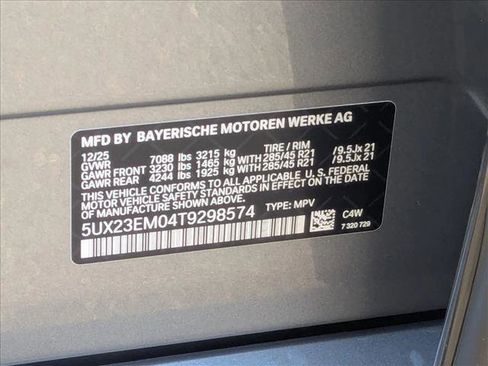 MFD BY BAYERISCHE MOTOREN WERKE AG
12/25 7088 lbs 3215 kg TIRE / RIM
GVWR
GAWR FRONT 3230 lbs 1465 kg WITH 285/45 R21 /9.5Jx 21
GAWR REAR 4244 lbs 1925 kg WITH 285/45 R21 /9.5Jx 21
THIS VEHICLE CONFORMS TO ALL APPLICABLE U.S. FEDERAL
MOTOR VEHICLE SAFETY STANDARDS IN EFFECT ON THE DATE
OF MANUFACTURE SHOWN ABOVE.
5UX23EM04T9298574 TYPE: MPV
C4W
7 320 729